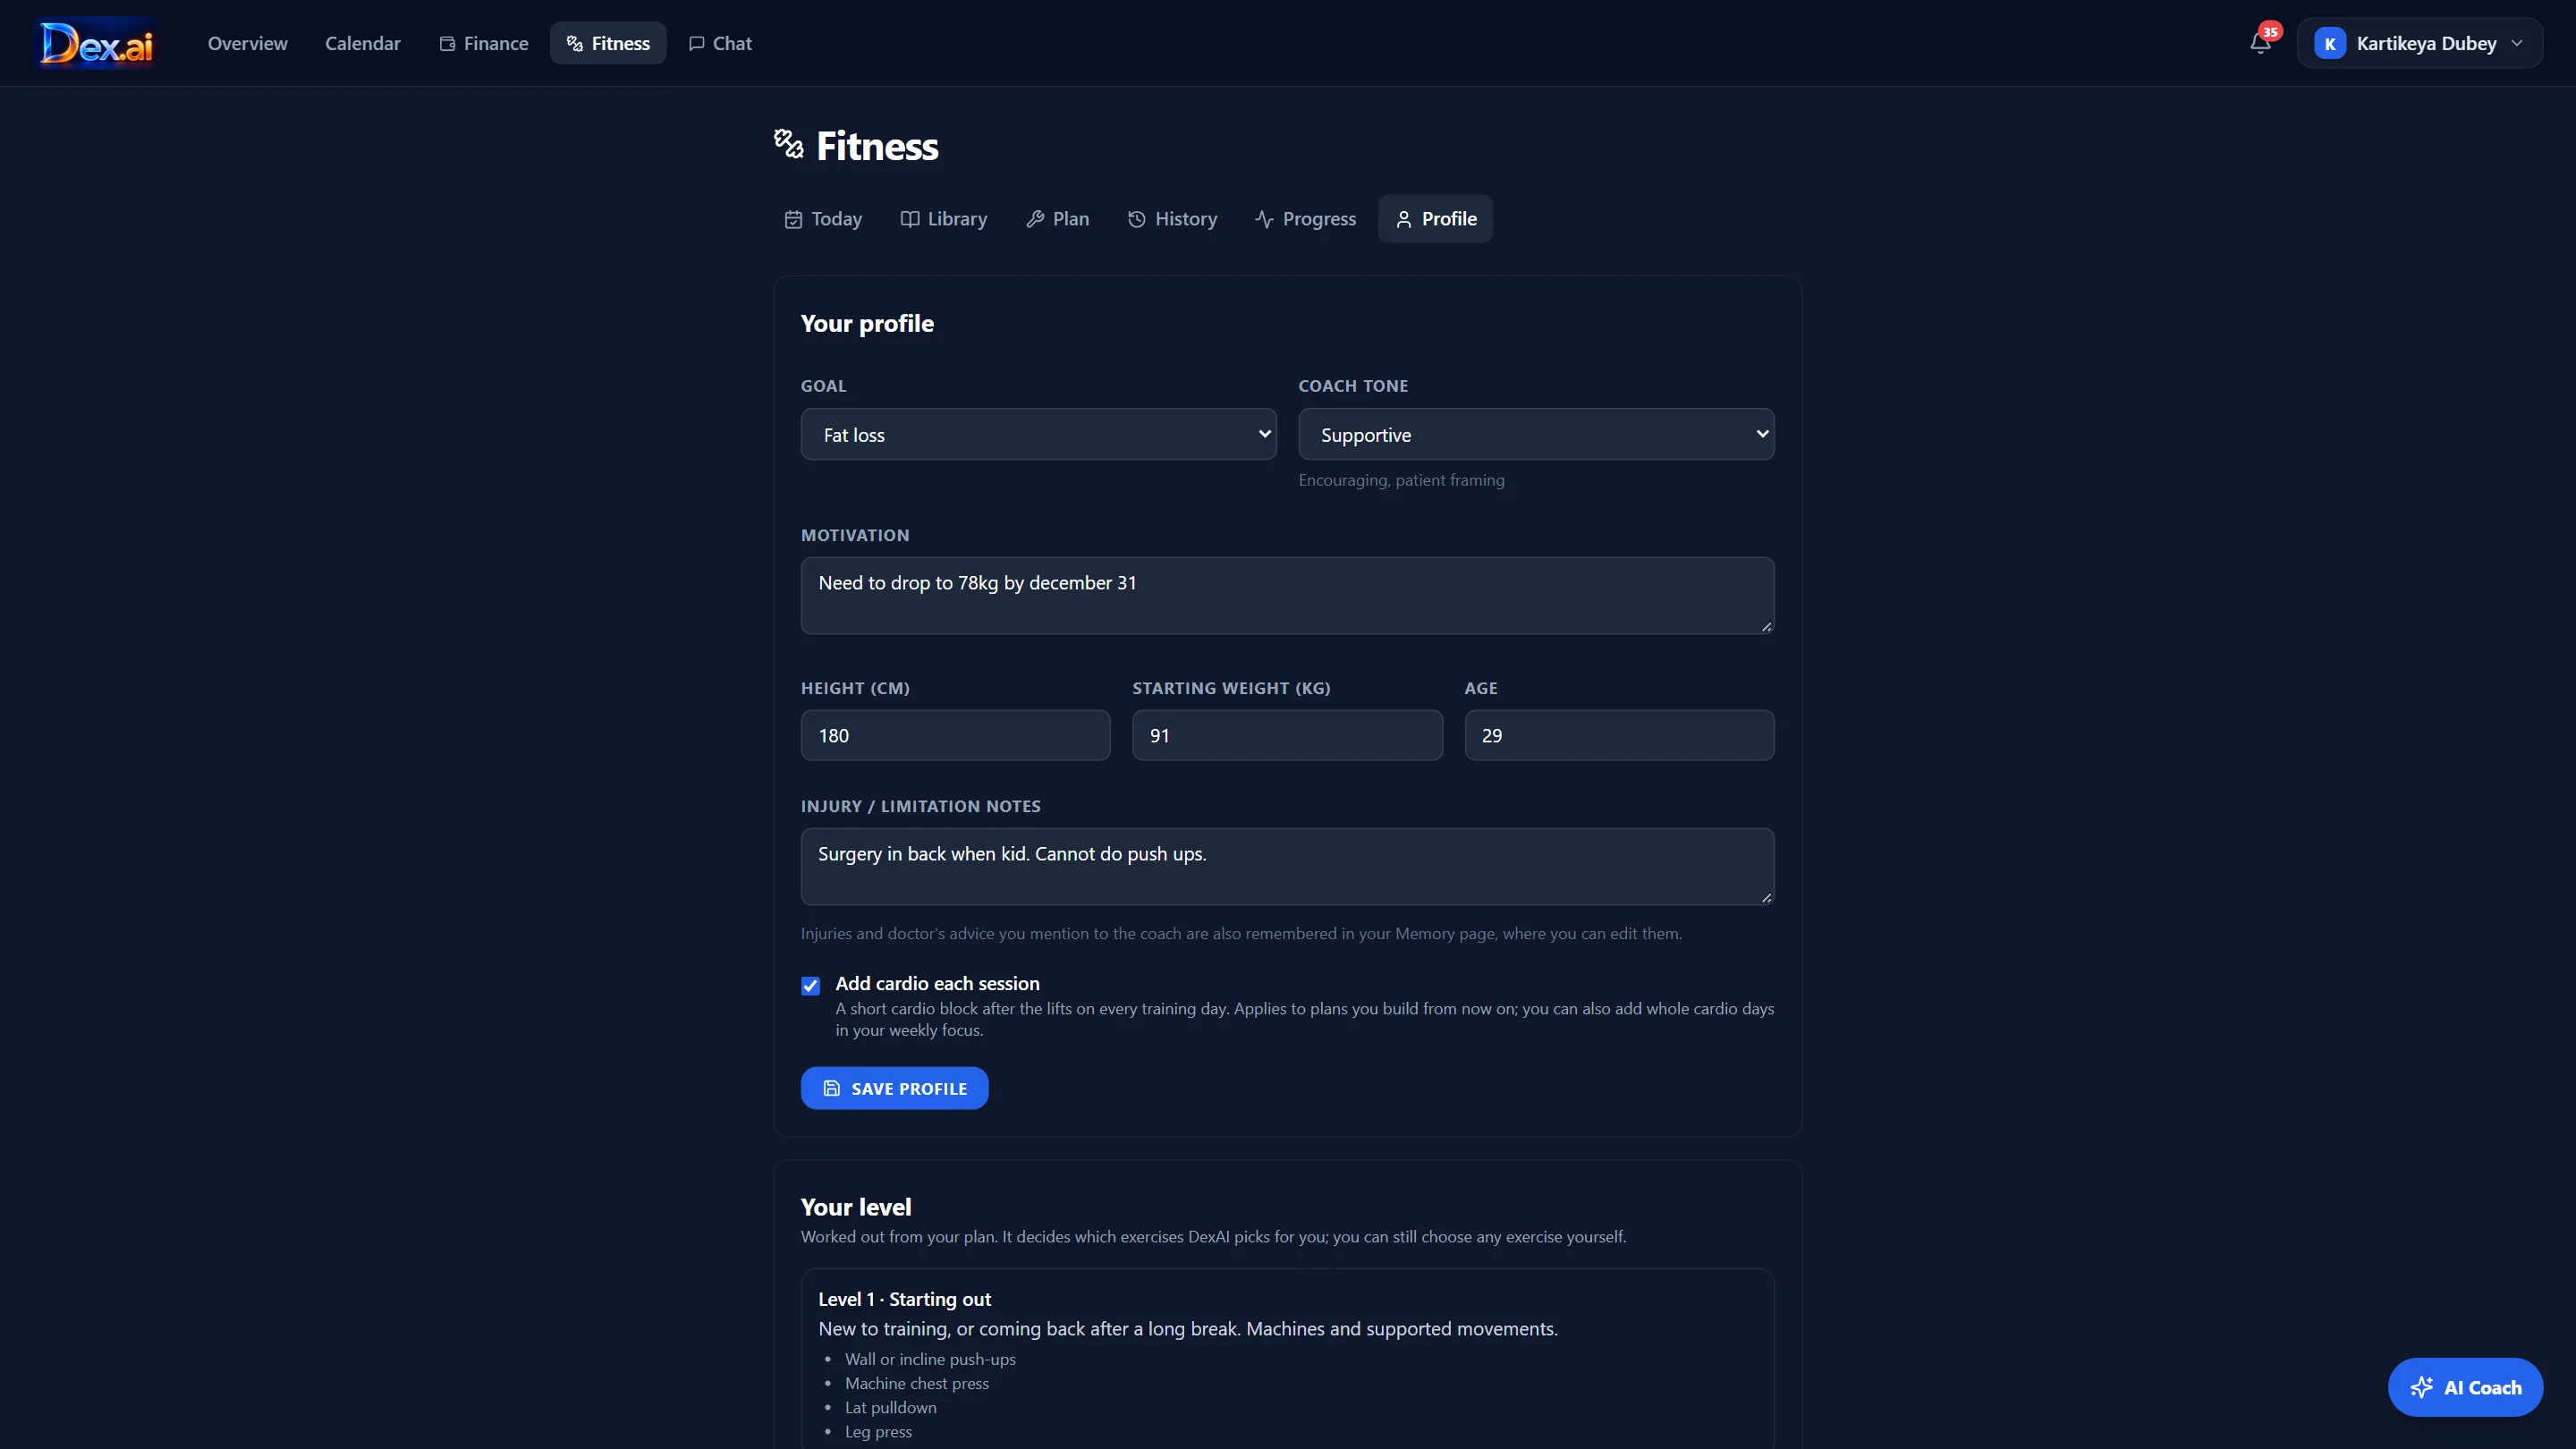 Dex.ai
Overview
Calendar
Finance
Fitness
Chat
35
K
Kartikeya Dubey
Fitness
Today
Library
Plan
History
Progress
Profile
Your profile
GOAL
COACH TONE
Fat loss
Supportive
Encouraging, patient framing
MOTIVATION
Need to drop to 78kg by december 31
HEIGHT (CM)
STARTING WEIGHT (KG)
AGE
180
91
29
INJURY / LIMITATION NOTES
Surgery in back when kid. Cannot do push ups.
Injuries and doctor's advice you mention to the coach are also remembered in your Memory page, where you can edit them.
Add cardio each session
A short cardio block after the lifts on every training day. Applies to plans you build from now on; you can also add whole cardio days
in your weekly focus.
SAVE PROFILE
Your level
Worked out from your plan. It decides which exercises DexAI picks for you; you can still choose any exercise yourself.
Level 1 · Starting out
New to training, or coming back after a long break. Machines and supported movements.
• Wall or incline push-ups
• Machine chest press
• Lat pulldown
• Leg press
AI Coach